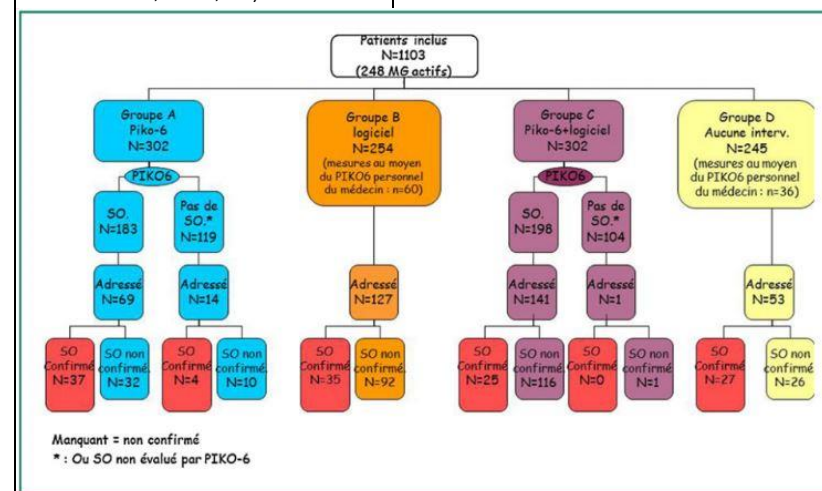 Patients inclus
N=1103
(248 MG actifs)
Groupe A
Piko-6
N=302
Groupe B
logiciel
N=254
(mesures au moyen
du PIKO6 personnel
du médecin : n=60)
Groupe C
Piko-6+logiciel
N=302
Groupe D
Aucune interv.
N=245
(mesures au moyen
du PIKO6 personnel
du médecin : n=36)
PIKO6
PIKO6
SO.
N=183
Pas de
SO.*
N=119
SO.
N=198
Pas de
SO.*
N=104
Adressé
N=69
Adressé
N=14
Adressé
N=127
Adressé
N=141
Adressé
N=1
Adressé
N=53
SO
Confirmé
N=37
SO non
confirmé.
N=32
SO
Confirmé
N=4
SO non
confirmé.
N=10
SO
Confirmé
N=35
SO non
confirmé.
N=92
SO
Confirmé
N=25
SO non
confirmé.
N=116
SO
Confirmé
N=0
SO non
confirmé.
N=1
SO
Confirmé
N=27
SO non
confirmé.
N=26
Manquant = non confirmé
* : Ou SO non évalué par PIKO-6